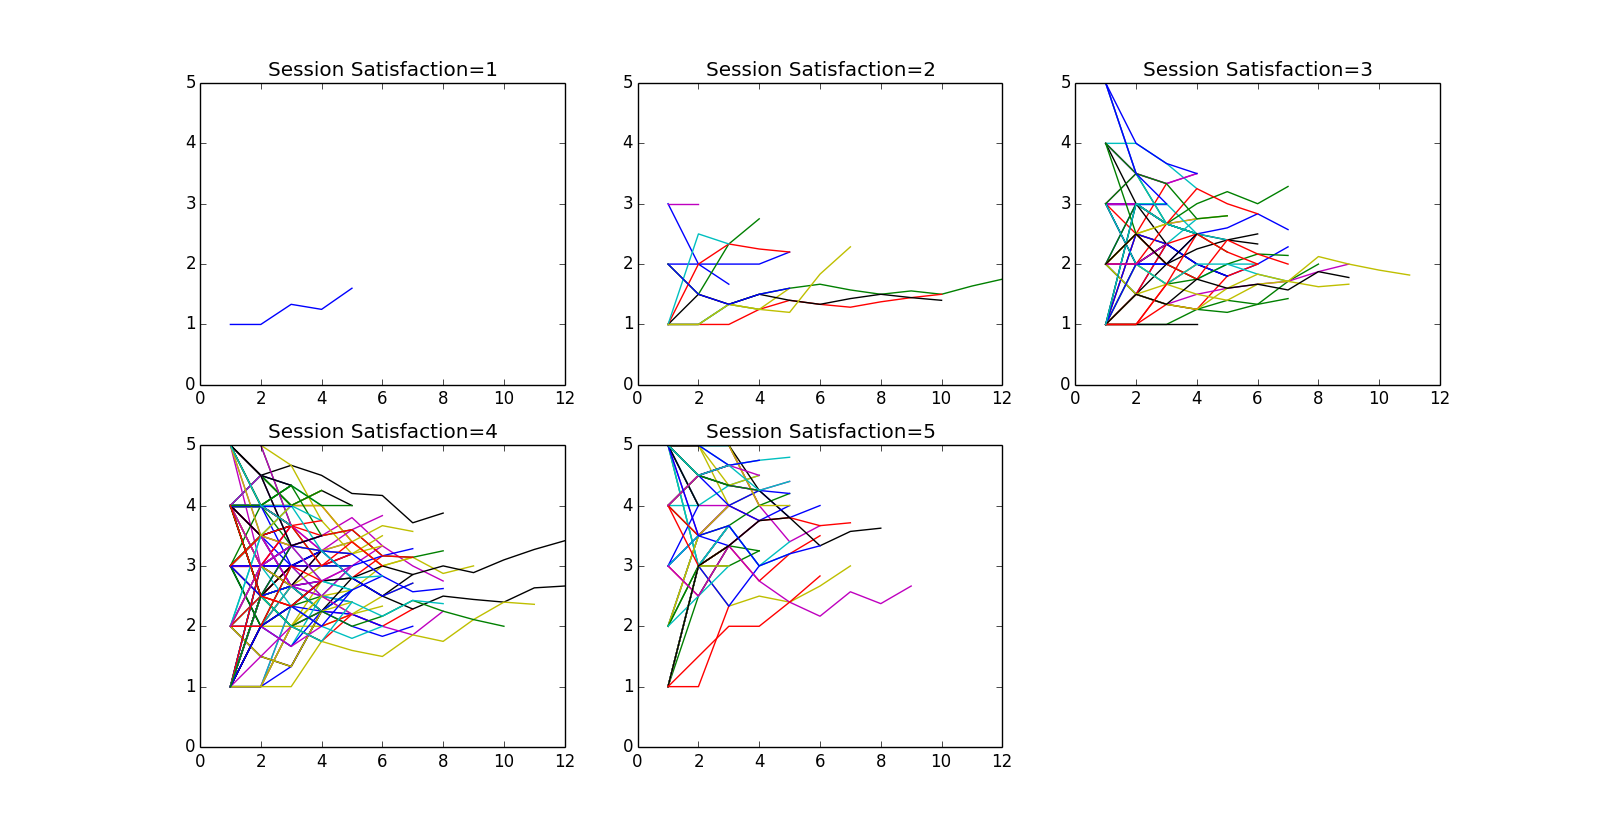 Session Satisfaction=1 Session Satisfaction=2 Session Satisfaction=3
5 5 5
4 4 4
3 3 3
2 2 2
1 1 1
0 0 0
0 2 4 6 8 10 12 0 2 4 6 8 10 12 0 2 4 6 8 10 12
Session Satisfaction=4 Session Satisfaction=5
5 5
4 4
3 3
2 2
1 1
0 0
0 2 4 6 8 10 12 0 2 4 6 8 10 12